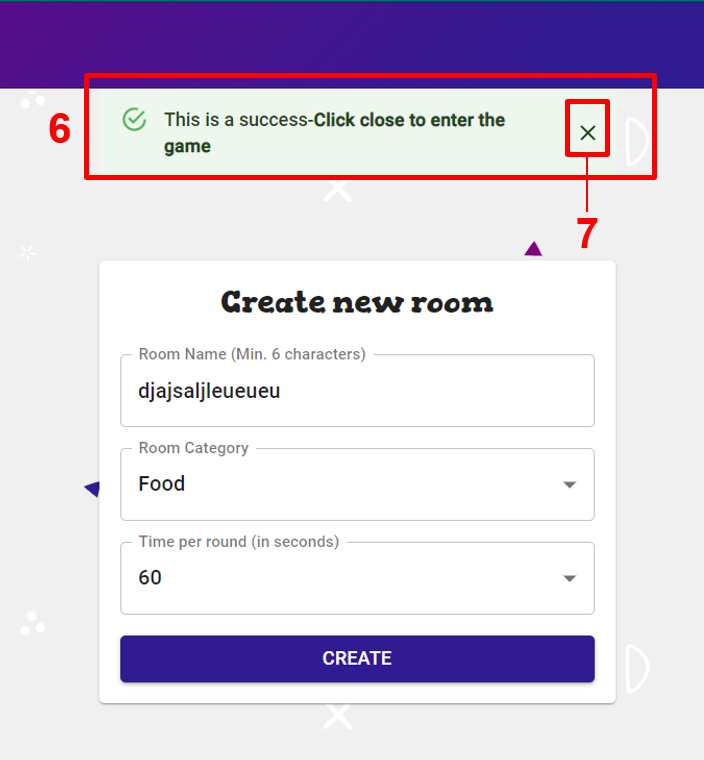 6
This is a success-Click close to enter the
game
7
Create new room
Room Name (Min. 6 characters)
djajsaljleueueu
Room Category
Food
Time per round (in seconds)
60
CREATE